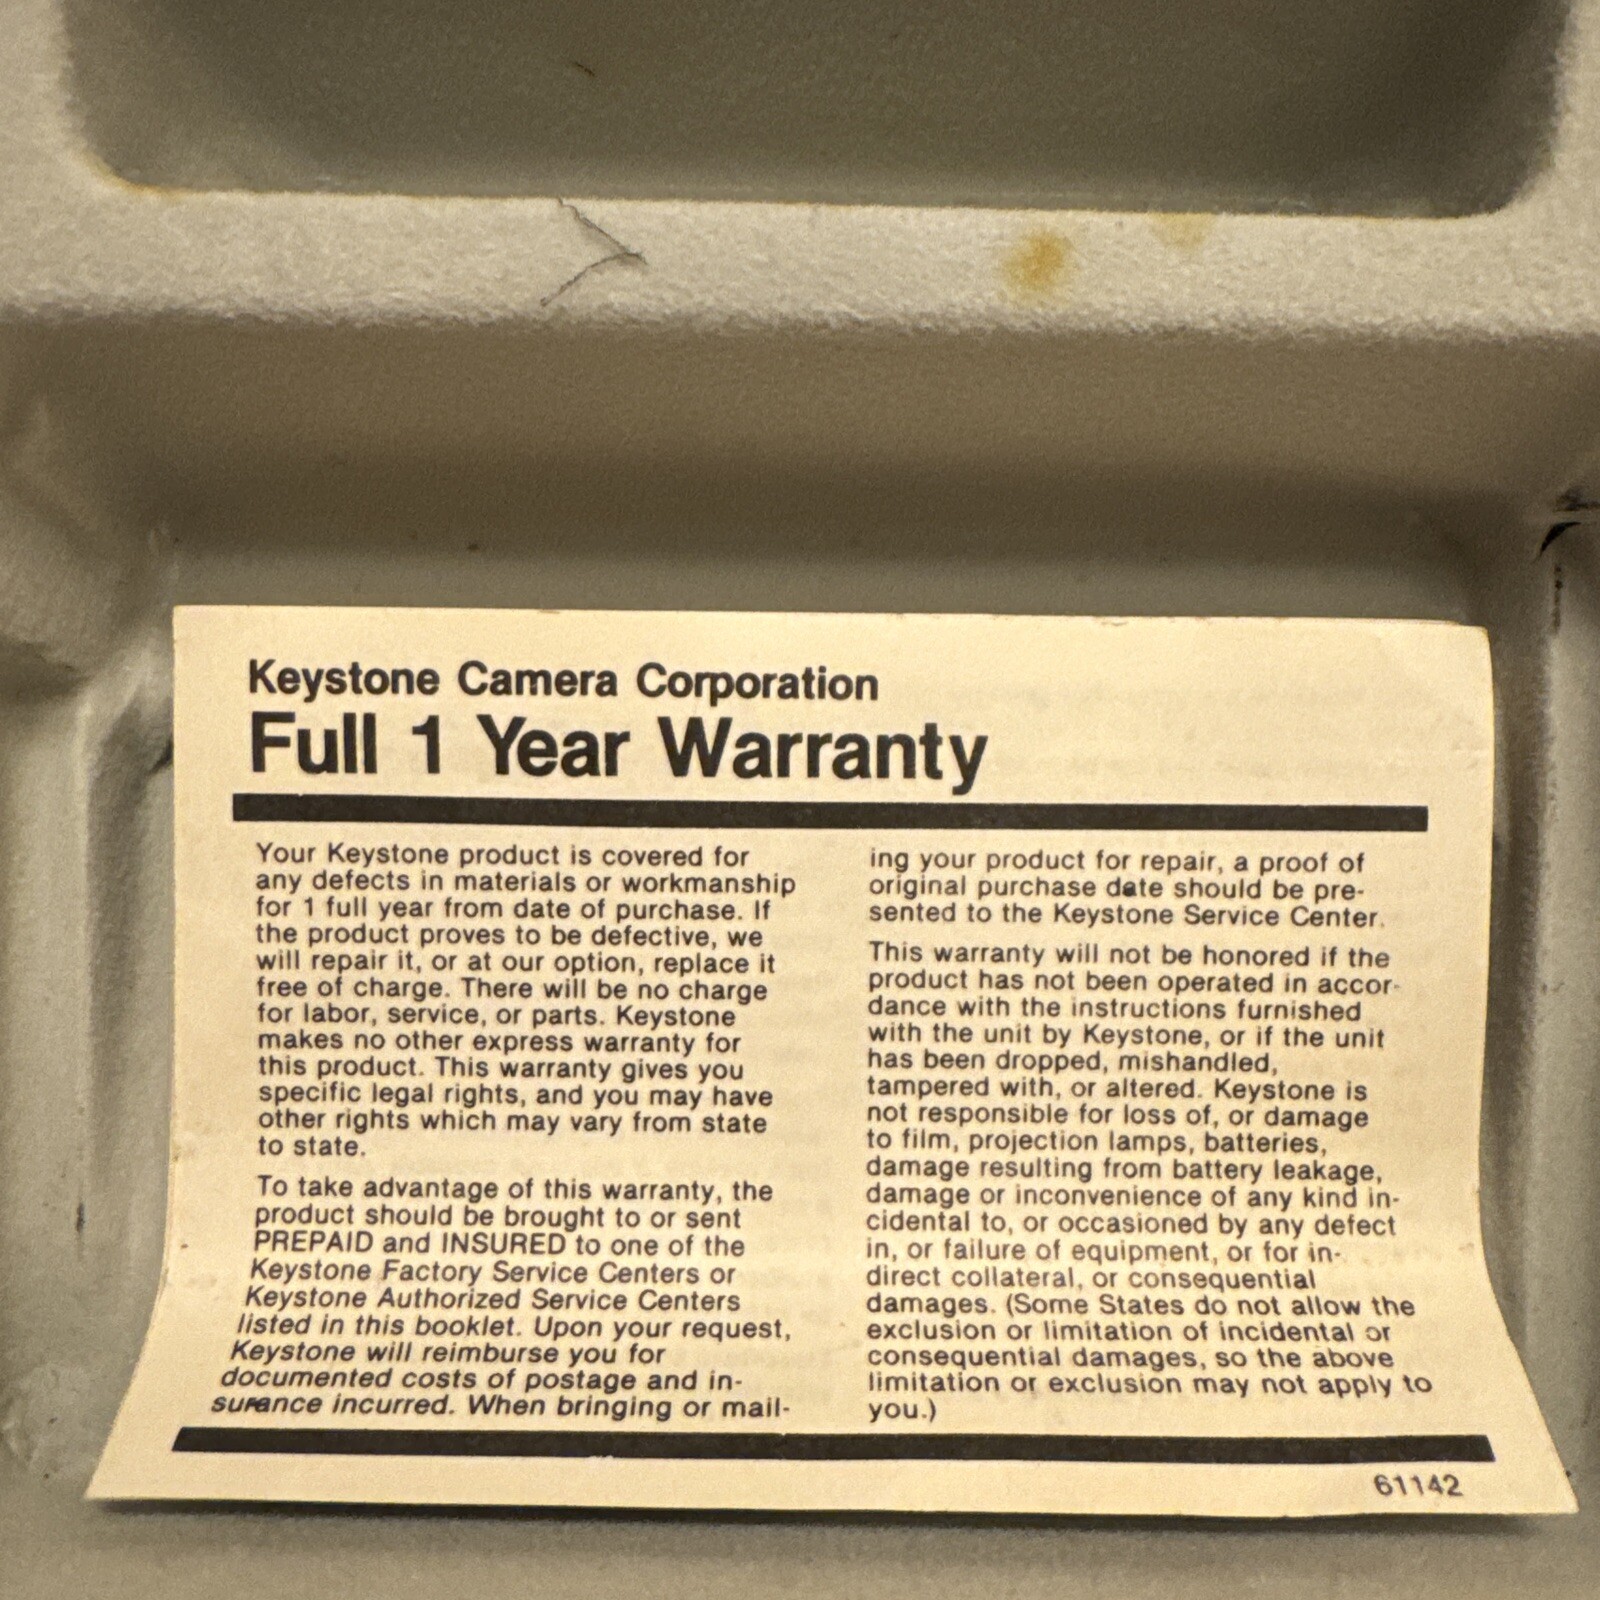 Keystone Camera Corporation
Full 1 Year Warranty
Your Keystone product is covered for
any defects in materials or workmanship
for 1 full year from date of purchase. If
the product proves to be defective, we
will repair it, or at our option, replace it
free of charge. There will be no charge
for labor, service, or parts. Keystone
makes no other express warranty for
this product. This warranty gives you
specific legal rights, and you may have
other rights which may vary from state
to state.
To take advantage of this warranty, the
product should be brought to or sent
PREPAID and INSURED to one of the
Keystone Factory Service Centers or
Keystone Authorized Service Centers
listed in this booklet. Upon your request,
Keystone will reimburse you for
documented costs of postage and in-
surance incurred. When bringing or mail-
ing your product for repair, a proof of
original purchase date should be pre-
sented to the Keystone Service Center.
This warranty will not be honored if the
product has not been operated in accor-
dance with the instructions furnished
with the unit by Keystone, or if the unit
has been dropped, mishandled,
tampered with, or altered. Keystone is
not responsible for loss of, or damage
to film, projection lamps, batteries,
damage resulting from battery leakage,
damage or inconvenience of any kind in-
cidental to, or occasioned by any defect
in, or failure of equipment, or for in-
direct collateral, or consequential
damages. (Some States do not allow the
exclusion or limitation of incidental or
consequential damages, so the above
limitation or exclusion may not apply to
you.)
61142